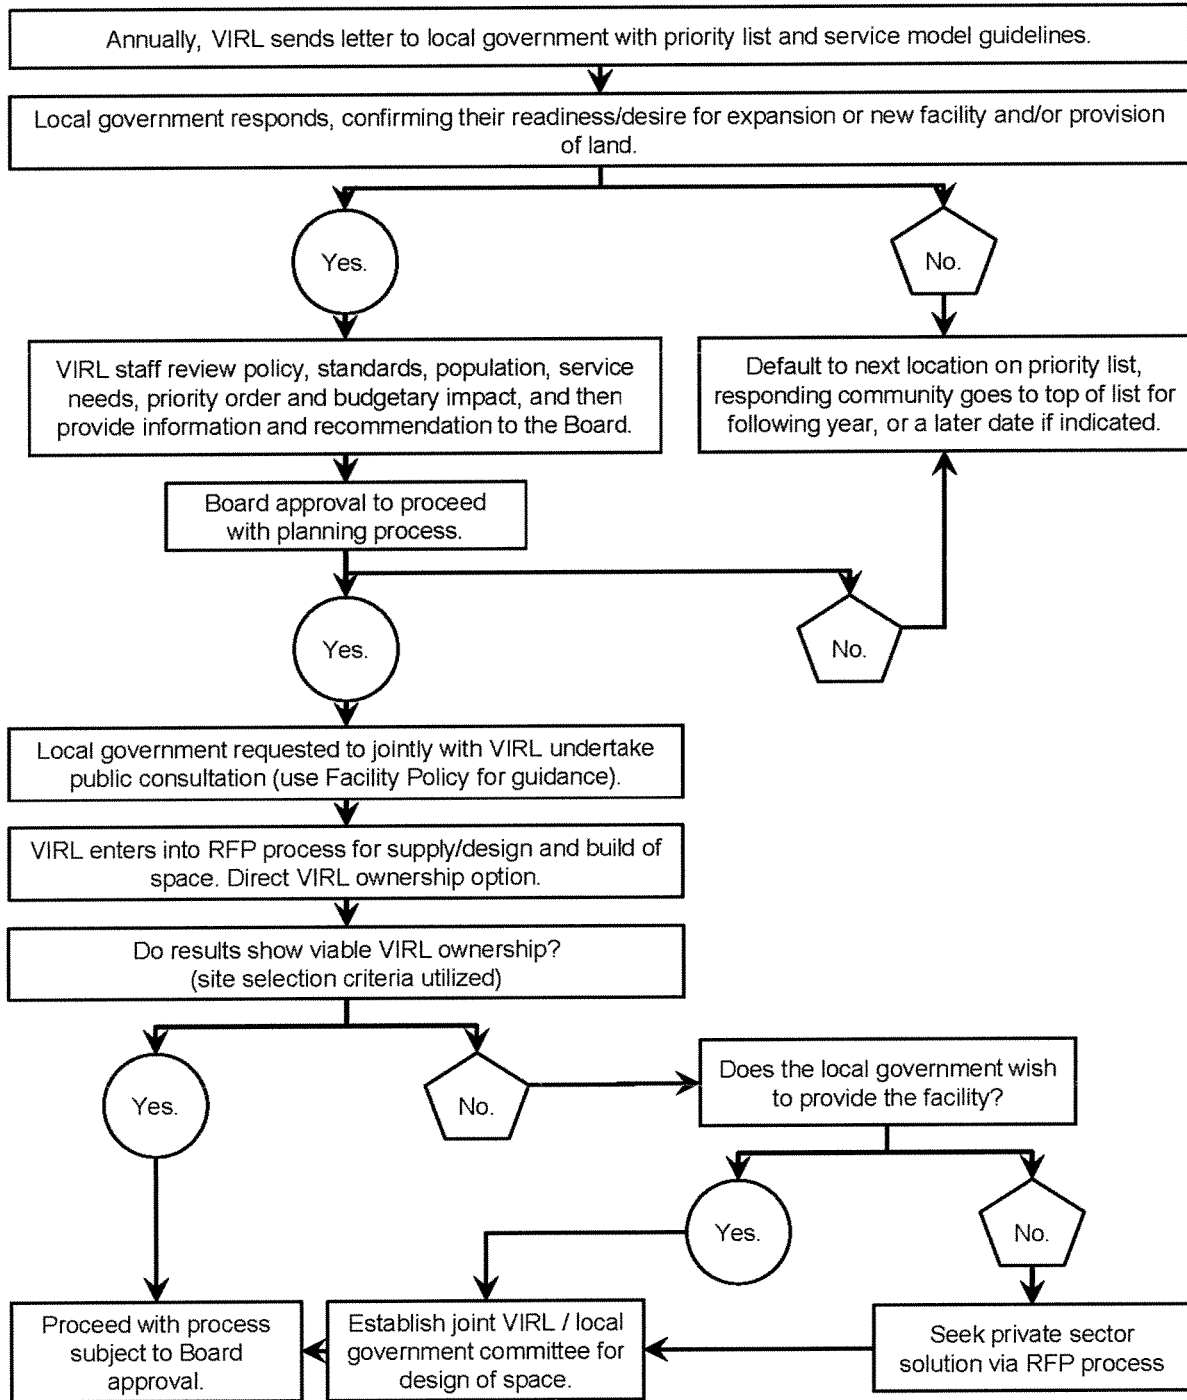 Annually, VIRL sends letter to local government with priority list and service model guidelines.
Local government responds, confirming their readiness/desire for expansion or new facility and/or provision
of land.
Yes.
No.
VIRL staff review policy, standards, population, service
needs, priority order and budgetary impact, and then
provide information and recommendation to the Board.
Default to next location on priority list,
responding community goes to top of list for
following year, or a later date if indicated.
Board approval to proceed
with planning process.
Yes.
No.
Local government requested to jointly with VIRL undertake
public consultation (use Facility Policy for guidance).
VIRL enters into RFP process for supply/design and build of
space. Direct VIRL ownership option.
Do results show viable VIRL ownership?
(site selection criteria utilized)
Yes.
No.
Does the local government wish
to provide the facility?
Yes.
No.
Proceed with process
subject to Board
approval.
Establish joint VIRL / local
government committee for
design of space.
Seek private sector
solution via RFP process